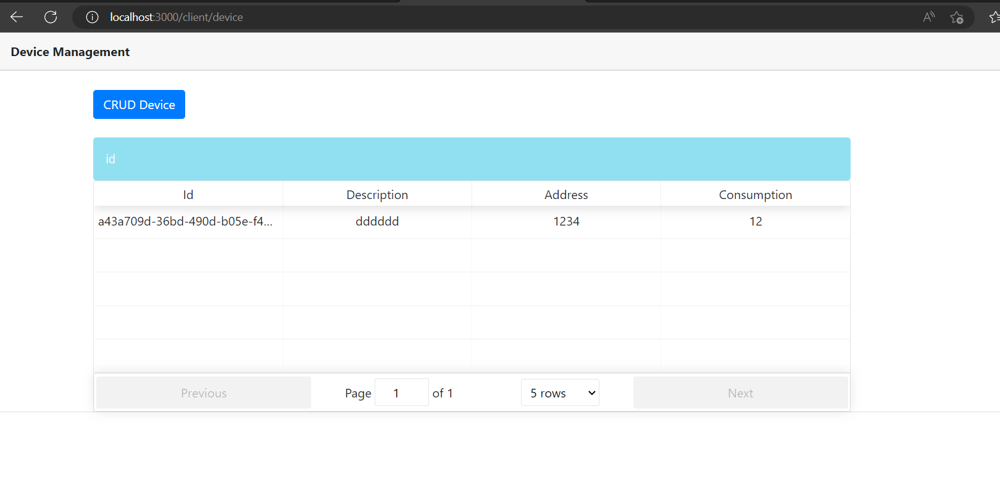 localhost:3000/client/device
Device Management
CRUD Device
id
Id Description Address Consumption
a43a709d-36bd-490d-b05e-f4... dddddd 1234 12
Previous Page 1 of 1 5 rows Next